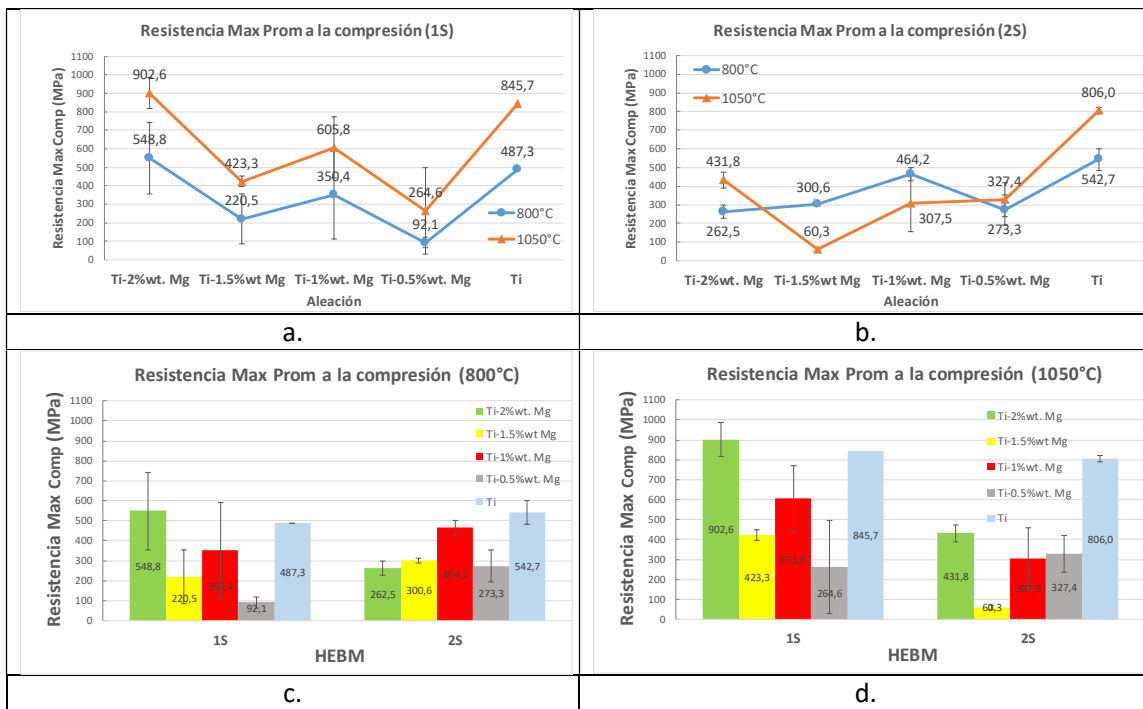 Resistencia Max Prom a la compresión (1S)
Resistencia Max Comp (MPa)
1100
1000
900
800
700
600
500
400
300
200
100
0
902,6
548,8
423,3
220,5
605,8
350,4
264,6
92,1
845,7
487,3
800°C
1050°C
Ti-2%wt. Mg Ti-1.5%wt Mg Ti-1%wt. Mg Ti-0.5%wt. Mg Ti
Aleación
Resistencia Max Prom a la compresión (2S)
Resistencia Max Comp (MPa)
1100
1000
900
800
700
600
500
400
300
200
100
0
800°C
1050°C
431,8
262,5
300,6
60,3
464,2
307,5
327,4
273,3
806,0
542,7
Ti-2%wt. Mg Ti-1.5%wt Mg Ti-1%wt. Mg Ti-0.5%wt. Mg Ti
Aleación
a.
b.
Resistencia Max Prom a la compresión (800°C)
Resistencia Max Comp (MPa)
1100
1000
900
800
700
600
500
400
300
200
100
0
Ti-2%wt. Mg
Ti-1.5%wt Mg
Ti-1%wt. Mg
Ti-0.5%wt. Mg
Ti
548,8
220,5
350,4
92,1
487,3
262,5
300,6
464,2
273,3
542,7
1S 2S
HEBM
Resistencia Max Prom a la compresión (1050°C)
Resistencia Max Comp (MPa)
1100
1000
900
800
700
600
500
400
300
200
100
0
Ti-2%wt. Mg
Ti-1.5%wt Mg
Ti-1%wt. Mg
Ti-0.5%wt. Mg
Ti
902,6
423,3
605,8
264,6
845,7
431,8
60,3
307,5
327,4
806,0
1S 2S
HEBM
c.
d.